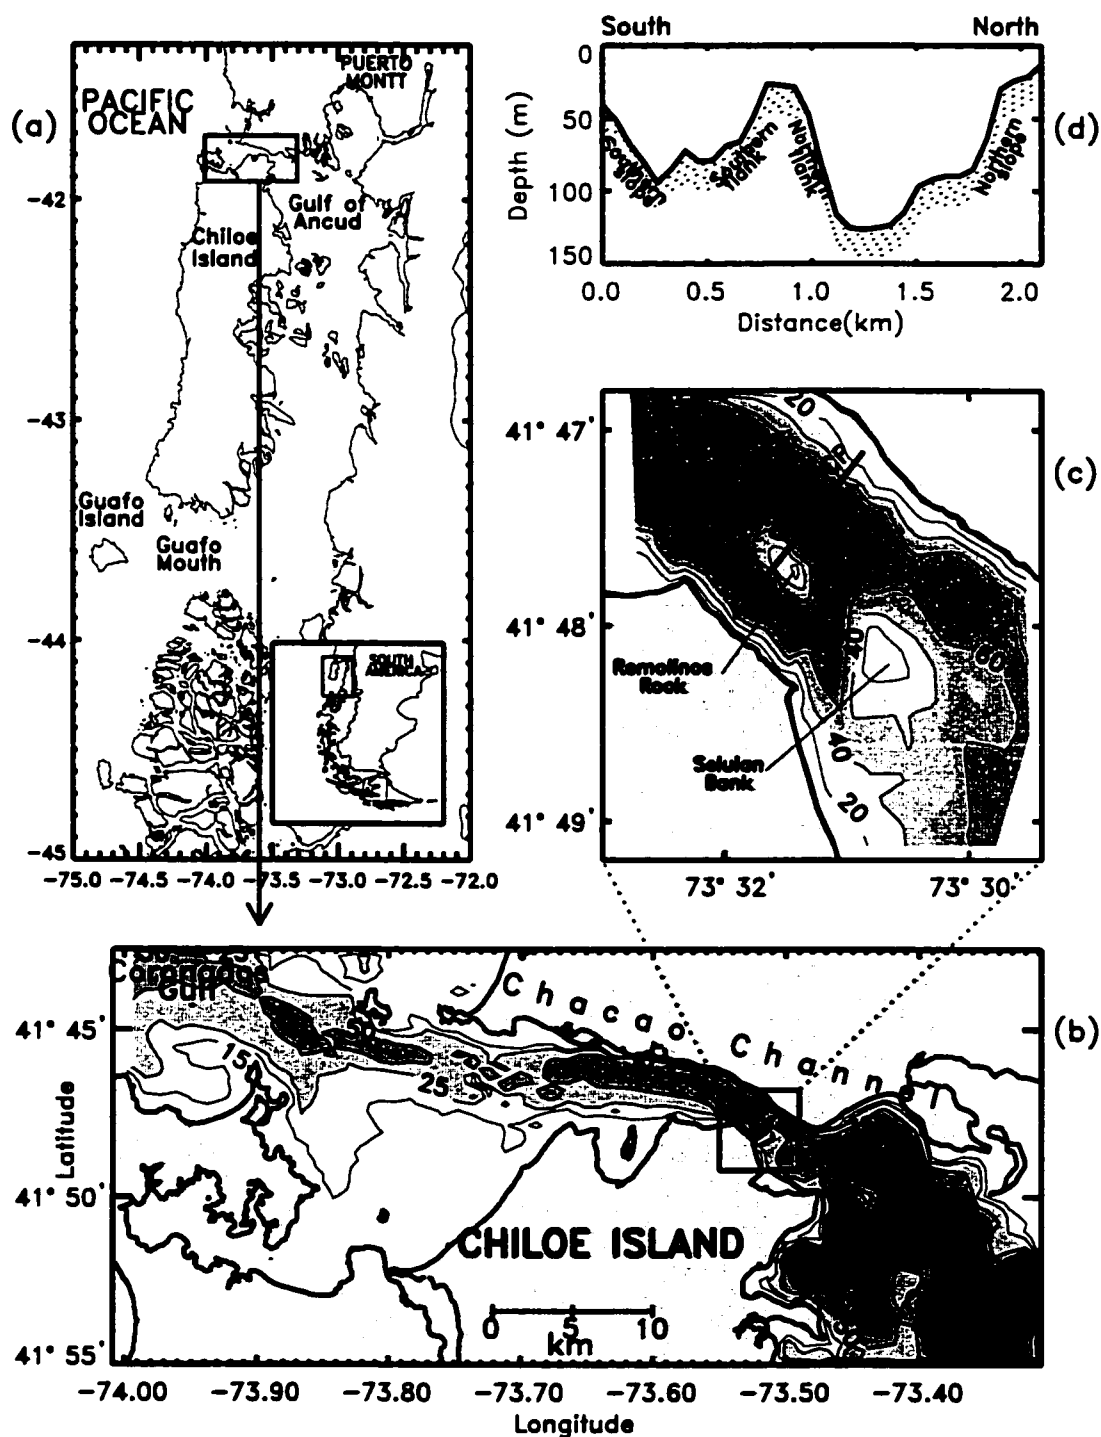 (a)
PUERTO
MONTT
PACIFIC
OCEAN
Gulf of
Ancud
Chiloe
Island
Guafo
Island
Guafo
Mouth
SOUTH
AMERICA
-42
-43
-44
-45
-75.0 -74.5 -74.0 -73.5 -73.0 -72.5 -72.0
South North
(d)
0
50
100
150
Depth (m)
Southern
Slope
Southern
flank
Northern
flank
Northern
Slope
0.0 0.5 1.0 1.5 2.0
Distance(km)
(c)
41° 47'
41° 48'
41° 49'
20
40
60
40
20
Remolinos
Rock
Seluian
Bank
73° 32' 73° 30'
(b)
Gulf
Chacao Channel
41° 45'
41° 50'
41° 55'
Latitude
15
25
50
CHILOE ISLAND
0 5 10
km
-74.00 -73.90 -73.80 -73.70 -73.60 -73.50 -73.40
Longitude